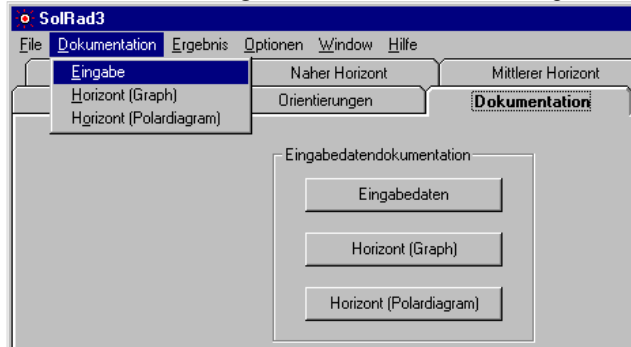 SolRad3
File Dokumentation Ergebnis Optionen Window Hilfe
Eingabe
Horizont (Graph)
Horizont (Polardiagram)
Naher Horizont Mittlerer Horizont
Orientierungen Dokumentation
Eingabedatendokumentation
Eingabedaten
Horizont (Graph)
Horizont (Polardiagram)